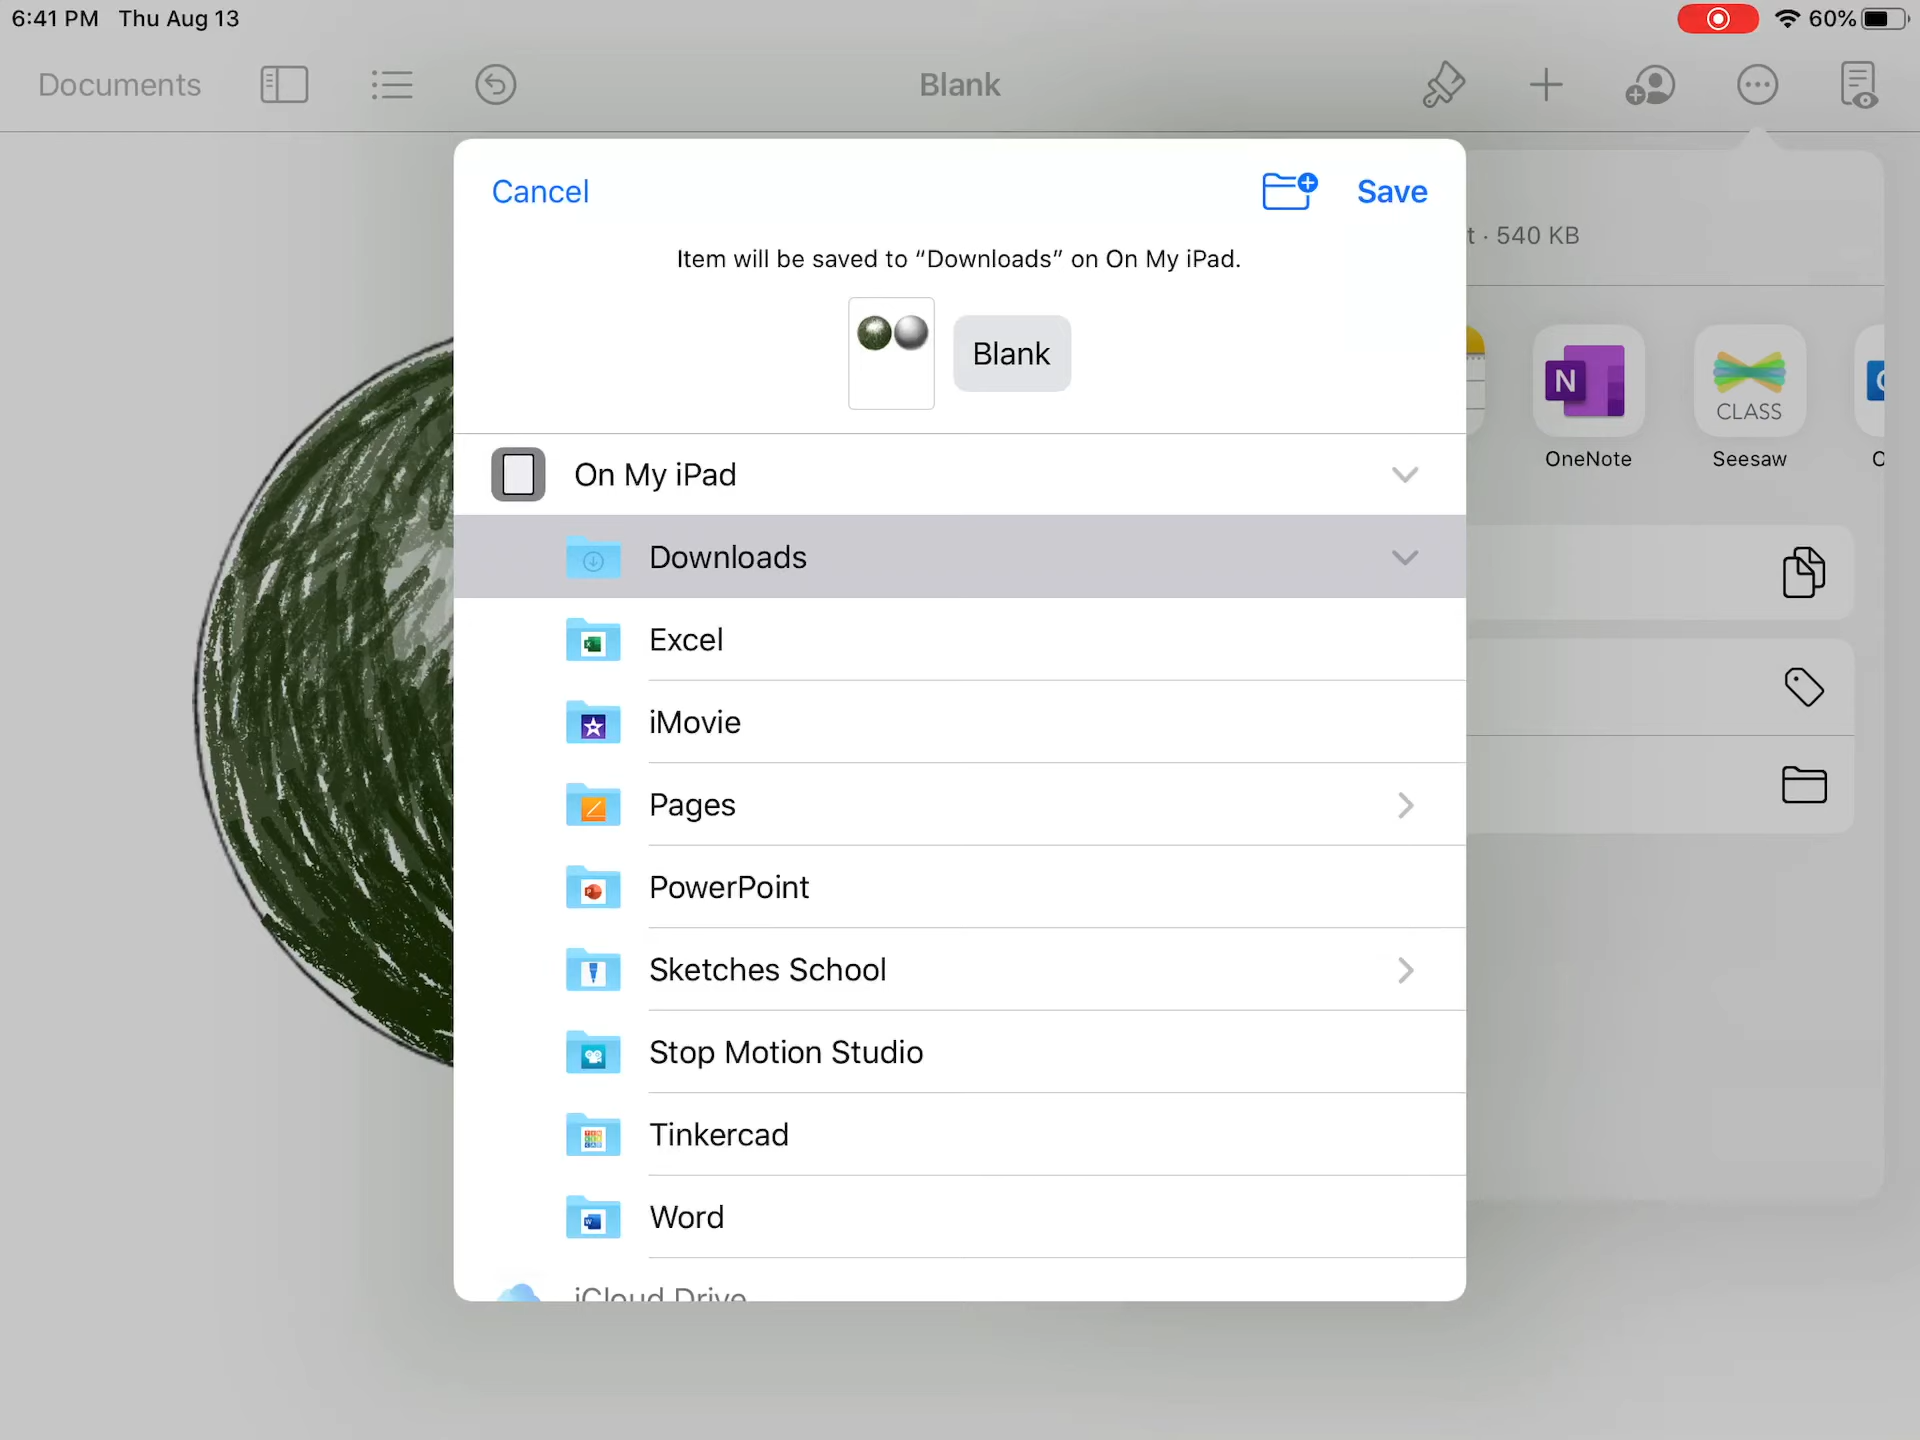 6:41 PM Thu Aug 13
60%
Documents
Blank
Cancel
Save
Item will be saved to “Downloads” on On My iPad.
t · 540 KB
Blank
N
CLASS
OneNote
Seesaw
On My iPad
Downloads
Excel
iMovie
Pages
PowerPoint
Sketches School
Stop Motion Studio
Tinkercad
Word
iCloud Drive